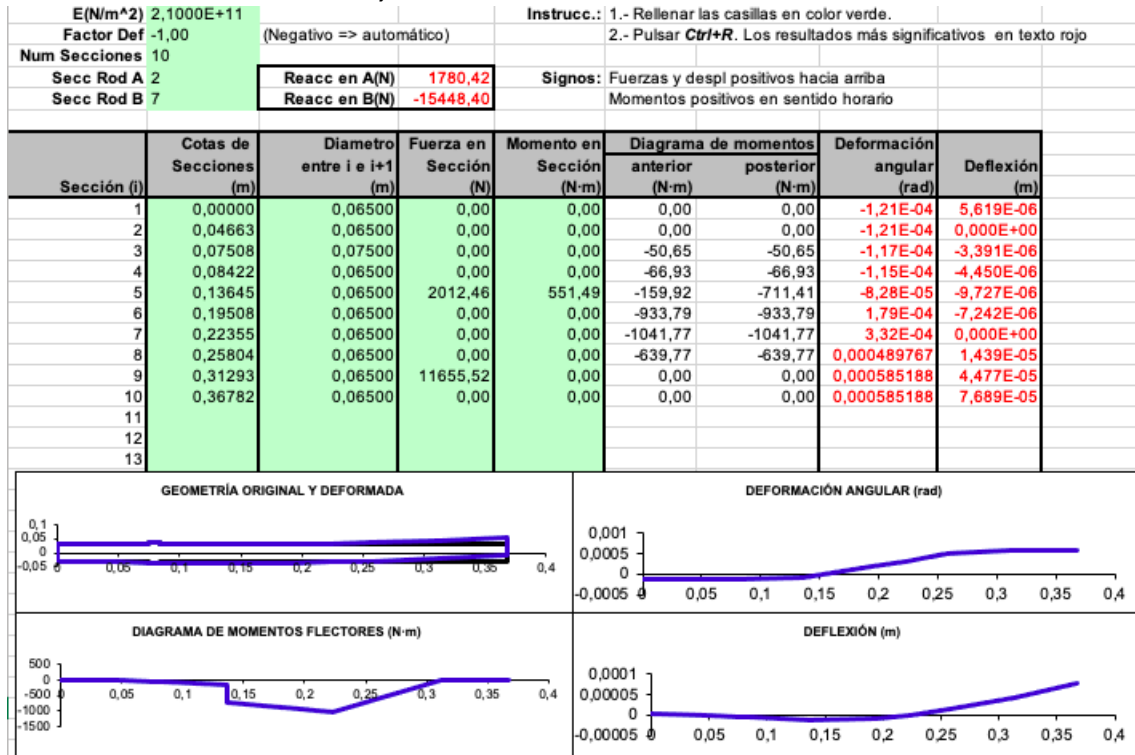 E(N/m^2) 2,1000E+11 Instrucc.: 1.- Rellenar las casillas en color verde.
Factor Def -1,00 (Negativo => automático) 2.- Pulsar Ctrl+R. Los resultados más significativos en texto rojo
Num Secciones 10
Secc Rod A 2 Reacc en A(N) 1780,42 Signos: Fuerzas y despl positivos hacia arriba
Secc Rod B 7 Reacc en B(N) -15448,40 Momentos positivos en sentido horario
Cotas de Diametro Fuerza en Momento en Diagrama de momentos Deformación
Secciones entre i e i+1 Sección Sección anterior posterior angular Deflexión
Sección (i) (m) (m) (N) (N·m) (N·m) (N·m) (rad) (m)
1 0,00000 0,06500 0,00 0,00 0,00 0,00 -1,21E-04 5,619E-06
2 0,04663 0,06500 0,00 0,00 0,00 0,00 -1,21E-04 0,000E+00
3 0,07508 0,07500 0,00 0,00 -50,65 -50,65 -1,17E-04 -3,391E-06
4 0,08422 0,06500 0,00 0,00 -66,93 -66,93 -1,15E-04 -4,450E-06
5 0,13645 0,06500 2012,46 551,49 -159,92 -711,41 -8,28E-05 -9,727E-06
6 0,19508 0,06500 0,00 0,00 -933,79 -933,79 1,79E-04 -7,242E-06
7 0,22355 0,06500 0,00 0,00 -1041,77 -1041,77 3,32E-04 0,000E+00
8 0,25804 0,06500 0,00 0,00 -639,77 -639,77 0,000489767 1,439E-05
9 0,31293 0,06500 11655,52 0,00 0,00 0,00 0,000585188 4,477E-05
10 0,36782 0,06500 0,00 0,00 0,00 0,00 0,000585188 7,689E-05
11
12
13
GEOMETRÍA ORIGINAL Y DEFORMADA
0,1
0,05
0
-0,05 0 0,05 0,1 0,15 0,2 0,25 0,3 0,35 0,4
DEFORMACIÓN ANGULAR (rad)
0,001
0,0005
0
-0,0005 0 0,05 0,1 0,15 0,2 0,25 0,3 0,35 0,4
DIAGRAMA DE MOMENTOS FLECTORES (N·m)
500
0
-500 0 0,05 0,1 0,15 0,2 0,25 0,3 0,35 0,4
-1000
-1500
DEFLEXIÓN (m)
0,0001
0,00005
0
-0,00005 0 0,05 0,1 0,15 0,2 0,25 0,3 0,35 0,4